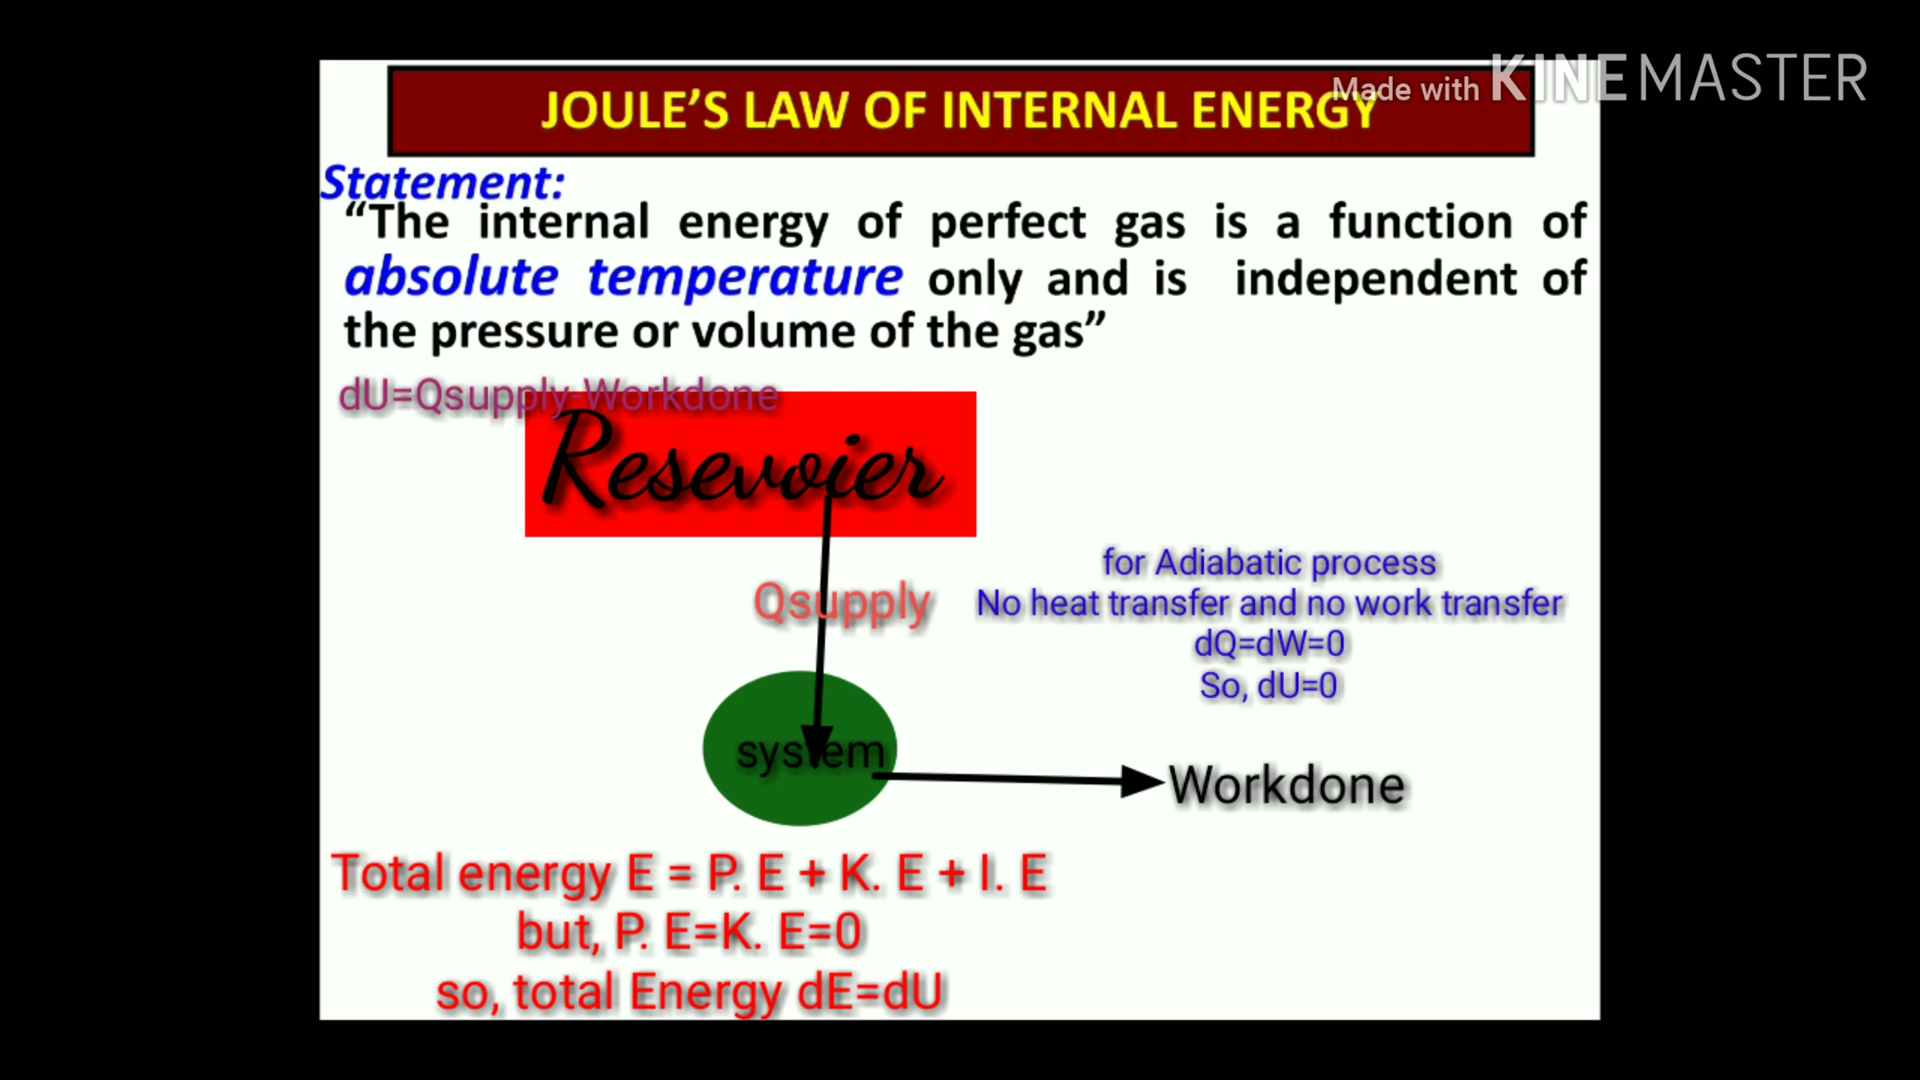 Made with KINEMASTER
JOULE’S LAW OF INTERNAL ENERGY
Statement:
“The internal energy of perfect gas is a function of
absolute temperature only and is independent of
the pressure or volume of the gas”
dU=Qsupply-Workdone
Resevoier
Qsupply
for Adiabatic process
No heat transfer and no work transfer
dQ=dW=0
So, dU=0
system
Workdone
Total energy E = P. E + K. E + I. E
but, P. E=K. E=0
so, total Energy dE=dU